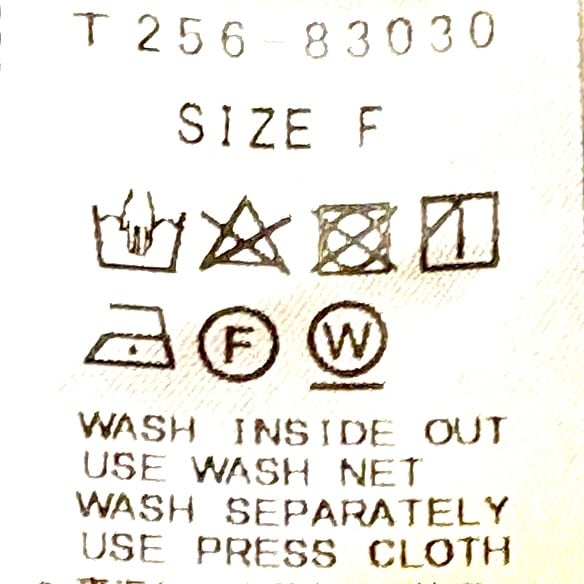 T 256-83030
SIZE F
F W
WASH INSIDE OUT
USE WASH NET
WASH SEPARATELY
USE PRESS CLOTH